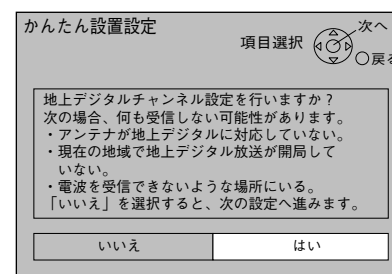 かんたん設置設定
次へ
項目選択
○戻
地上デジタルチャンネル設定を行いますか?
次の場合、何も受信しない可能性があります。
・アンテナが地上デジタルに対応していない。
・現在の地域で地上デジタル放送が開局して
いない。
・電波を受信できないような場所にいる。
「いいえ」を選択すると、次の設定へ進みます。
いいえ
はい